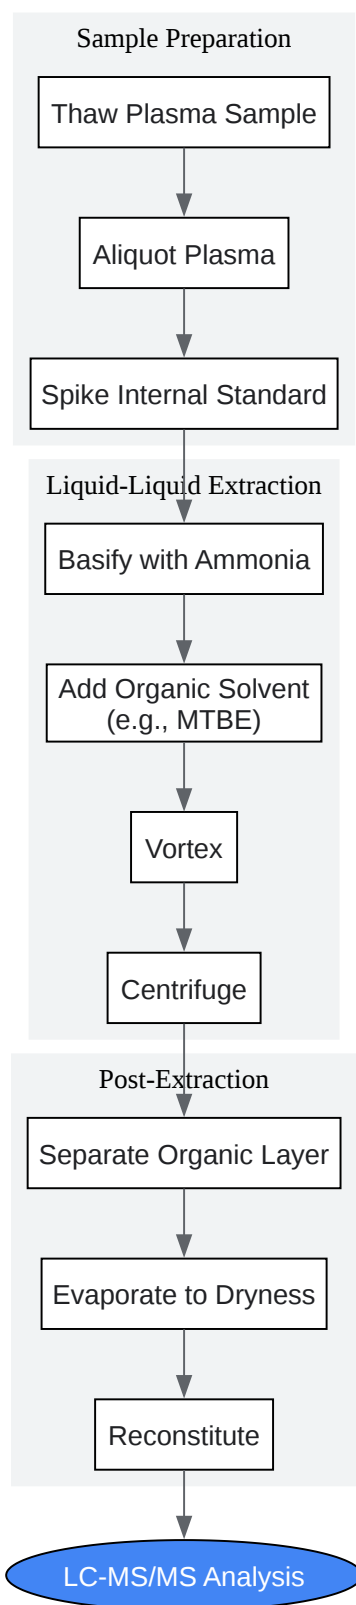 Sample Preparation
Thaw Plasma Sample
Aliquot Plasma
Spike Internal Standard
Liquid-Liquid Extraction
Basify with Ammonia
Add Organic Solvent
(e.g., MTBE)
Vortex
Centrifuge
Post-Extraction
Separate Organic Layer
Evaporate to Dryness
Reconstitute
LC-MS/MS Analysis